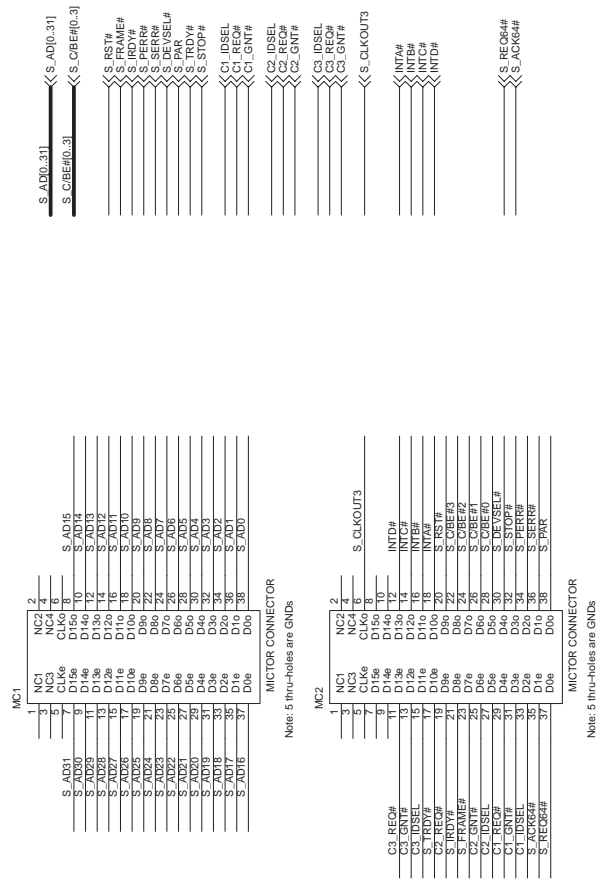 MC1
1 NC1 NC2 2
3 NC3 NC4 4
5 CLKe CLKo 6
S_AD31 7 D15e D15o 8 S_AD15
S_AD30 9 D14e D14o 10 S_AD14
S_AD29 11 D13e D13o 12 S_AD13
S_AD28 13 D12e D12o 14 S_AD12
S_AD27 15 D11e D11o 16 S_AD11
S_AD26 17 D10e D10o 18 S_AD10
S_AD25 19 D9e D9o 20 S_AD9
S_AD24 21 D8e D8o 22 S_AD8
S_AD23 23 D7e D7o 24 S_AD7
S_AD22 25 D6e D6o 26 S_AD6
S_AD21 27 D5e D5o 28 S_AD5
S_AD20 29 D4e D4o 30 S_AD4
S_AD19 31 D3e D3o 32 S_AD3
S_AD18 33 D2e D2o 34 S_AD2
S_AD17 35 D1e D1o 36 S_AD1
S_AD16 37 D0e D0o 38 S_AD0
MICTOR CONNECTOR
Note: 5 thru-holes are GNDs
MC2
1 NC1 NC2 2
3 NC3 NC4 4
5 CLKe CLKo 6 S_CLKOUT3
7 D15e D15o 8
9 D14e D14o 10
C3_REQ# 11 D13e D13o 12 INTD#
C3_GNT# 13 D12e D12o 14 INTC#
C3_IDSEL 15 D11e D11o 16 INTB#
S_TRDY# 17 D10e D10o 18 INTA#
C2_REQ# 19 D9e D9o 20 S_RST#
S_IRDY# 21 D8e D8o 22 S_C/BE#3
S_FRAME# 23 D7e D7o 24 S_C/BE#2
C2_GNT# 25 D6e D6o 26 S_C/BE#1
C2_IDSEL 27 D5e D5o 28 S_C/BE#0
C1_REQ# 29 D4e D4o 30 S_DEVSEL#
C1_GNT# 31 D3e D3o 32 S_STOP#
C1_IDSEL 33 D2e D2o 34 S_PERR#
S_ACK64# 35 D1e D1o 36 S_SERR#
S_REQ64# 37 D0e D0o 38 S_PAR
MICTOR CONNECTOR
Note: 5 thru-holes are GNDs
S_AD[0..31] S_AD[0..31]
S_C/BE#[0..3] S_C/BE#[0..3]
S_RST#
S_FRAME#
S_IRDY#
S_PERR#
S_SERR#
S_DEVSEL#
S_PAR
S_TRDY#
S_STOP#
C1_IDSEL
C1_REQ#
C1_GNT#
C2_IDSEL
C2_REQ#
C2_GNT#
C3_IDSEL
C3_REQ#
C3_GNT#
S_CLKOUT3
INTA#
INTB#
INTC#
INTD#
S_REQ64#
S_ACK64#